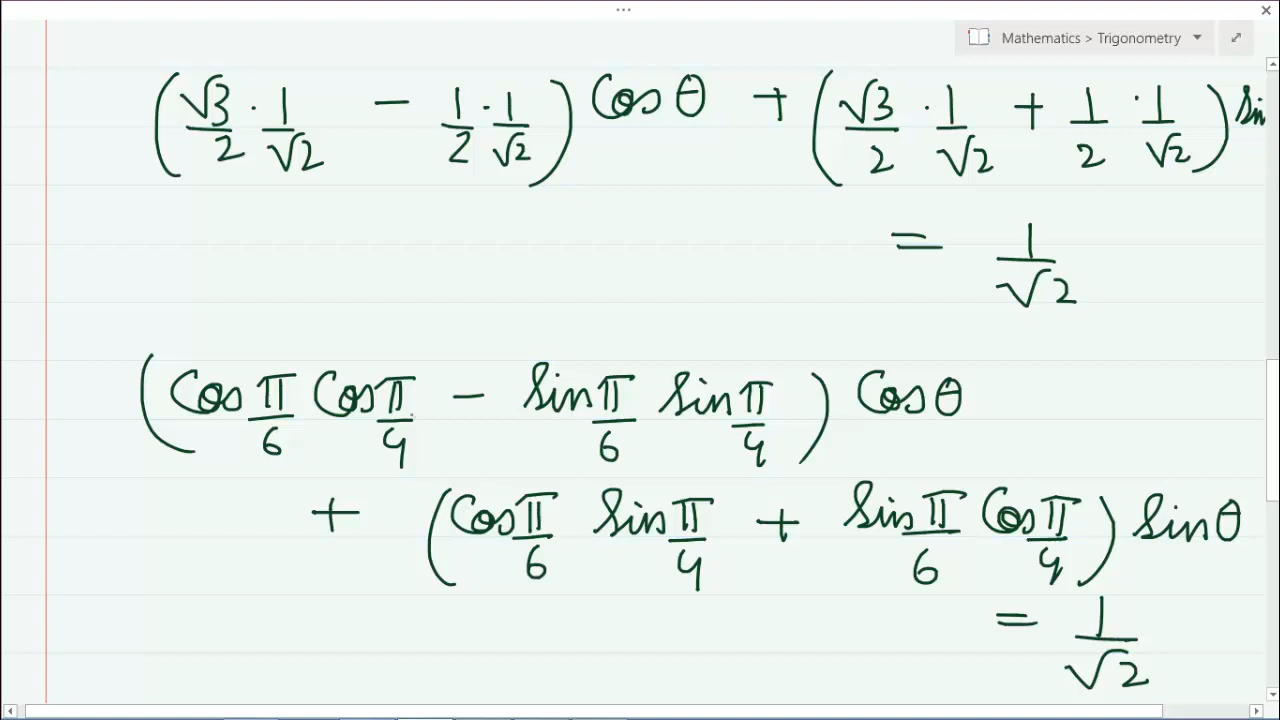 Mathematics > Trigonometry
(√3/2 · 1/√2 − 1/2 · 1/√2) Cos θ + (√3/2 · 1/√2 + 1/2 · 1/√2) sin
= 1/√2
(Cos π/6 Cos π/4 − Sin π/6 Sin π/4) Cos θ
+ (Cos π/6 Sin π/4 + Sin π/6 Cos π/4) Sin θ
= 1/√2